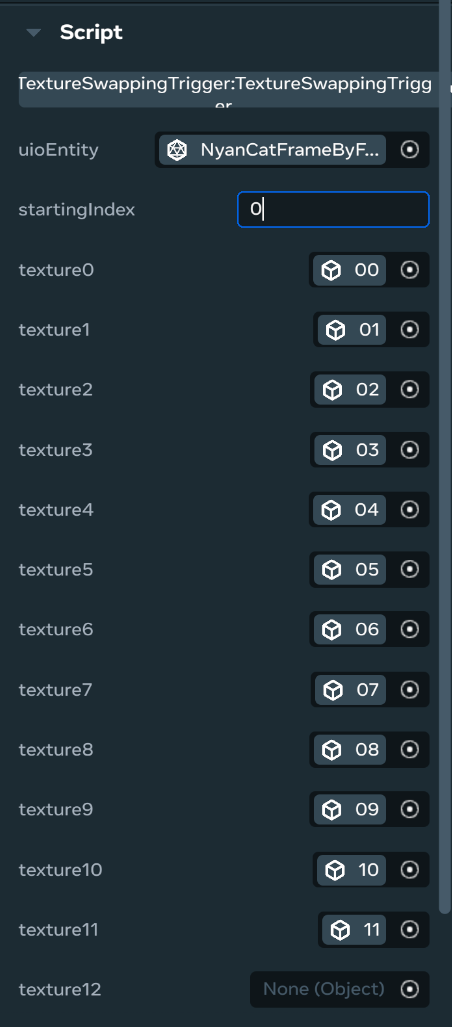 Script
TextureSwappingTrigger:TextureSwappingTrigg
er
uioEntity NyanCatFrameByF...
startingIndex 0
texture0 00
texture1 01
texture2 02
texture3 03
texture4 04
texture5 05
texture6 06
texture7 07
texture8 08
texture9 09
texture10 10
texture11 11
texture12 None (Object)